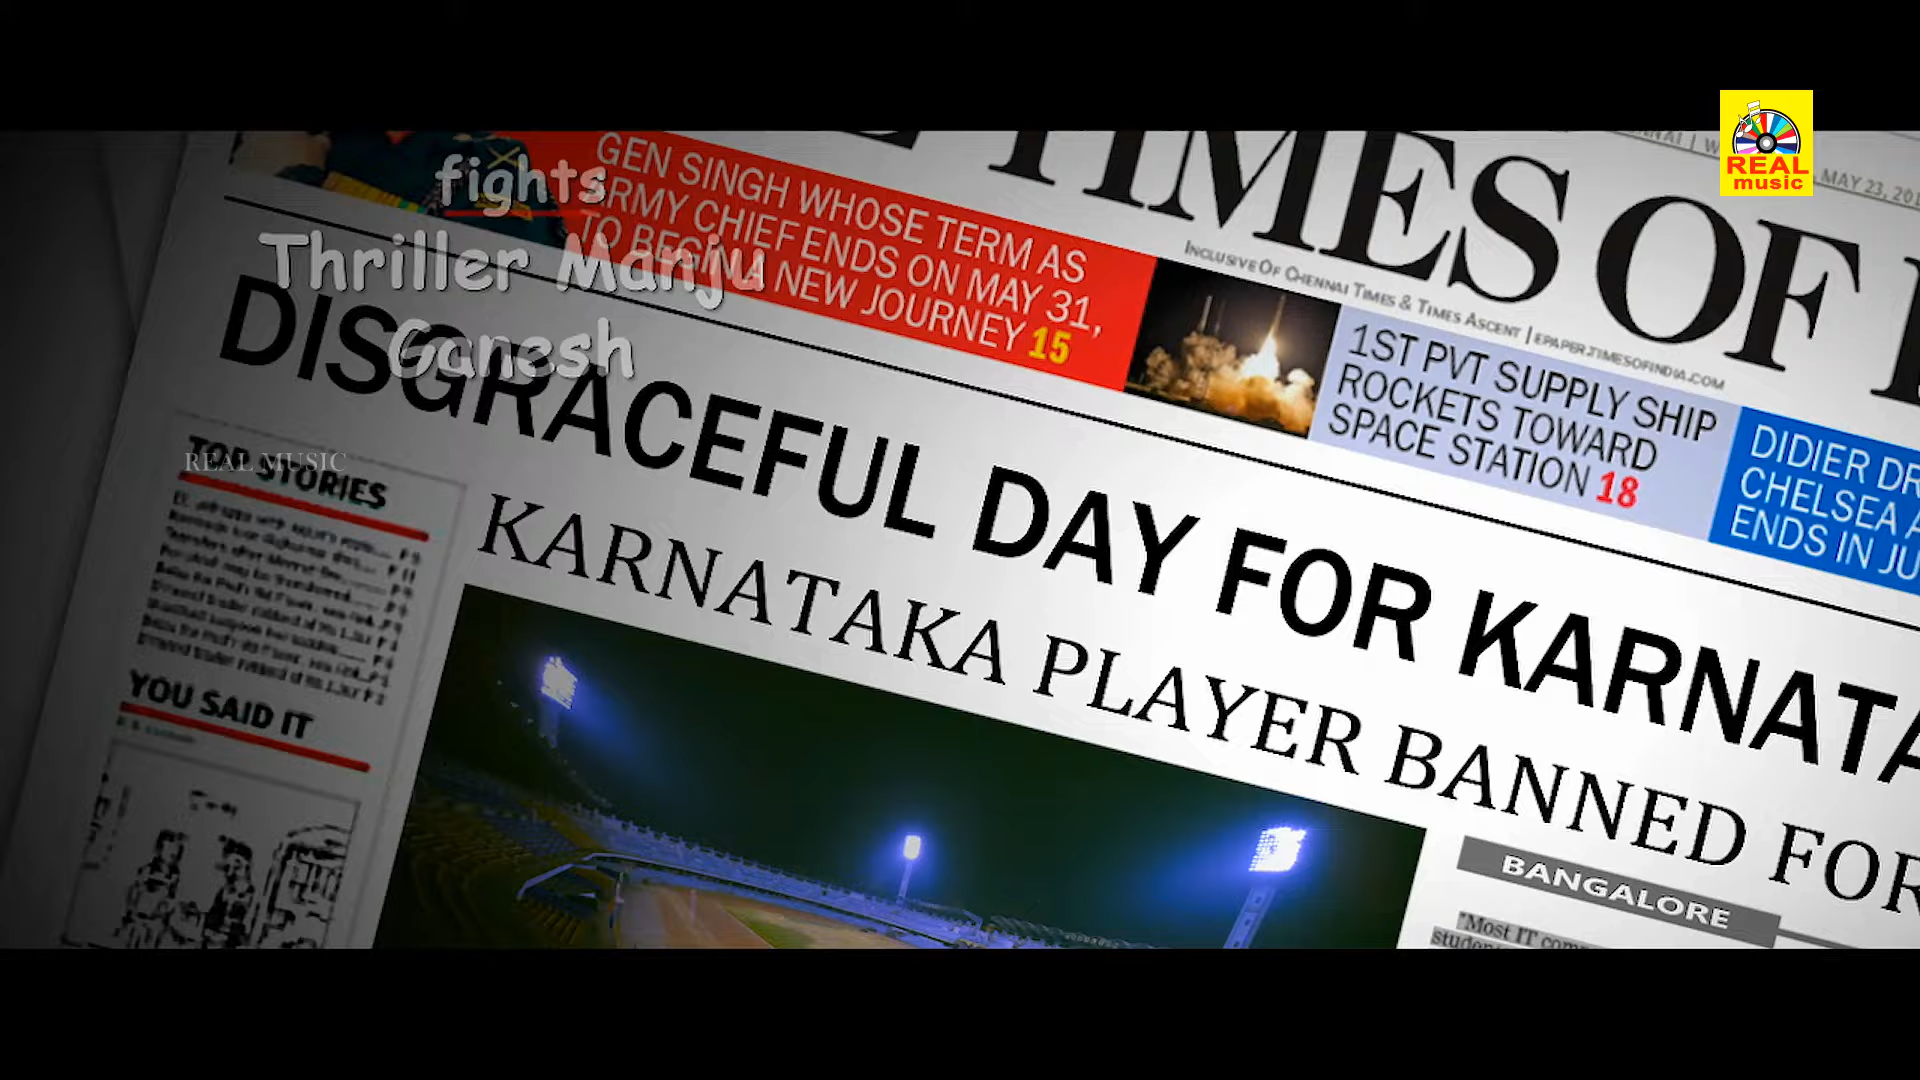 REAL
music
fights
Thriller Manju
Ganesh
TIMES OF
MAY 23, 201
INCLUSIVE OF CHENNAI TIMES & TIMES ASCENT | EPAPER.TIMESOFINDIA.COM
GEN SINGH WHOSE TERM AS
ARMY CHIEF ENDS ON MAY 31,
TO BEGIN A NEW JOURNEY 15
1ST PVT SUPPLY SHIP
ROCKETS TOWARD
SPACE STATION 18
DIDIER DR
CHELSEA A
ENDS IN JU
DISGRACEFUL DAY FOR KARNATA
KARNATAKA PLAYER BANNED FOR
TOP STORIES
REAL MUSIC
YOU SAID IT
BANGALORE
"Most IT com